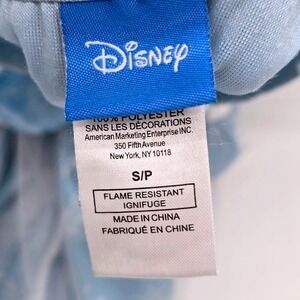 Disney
100% POLYESTER
SANS LES DÉCORATIONS
American Marketing Enterprise INC.
350 Fifth Avenue
New York, NY 10118
S/P
FLAME RESISTANT
IGNIFUGE
MADE IN CHINA
FABRIQUÉ EN CHINE